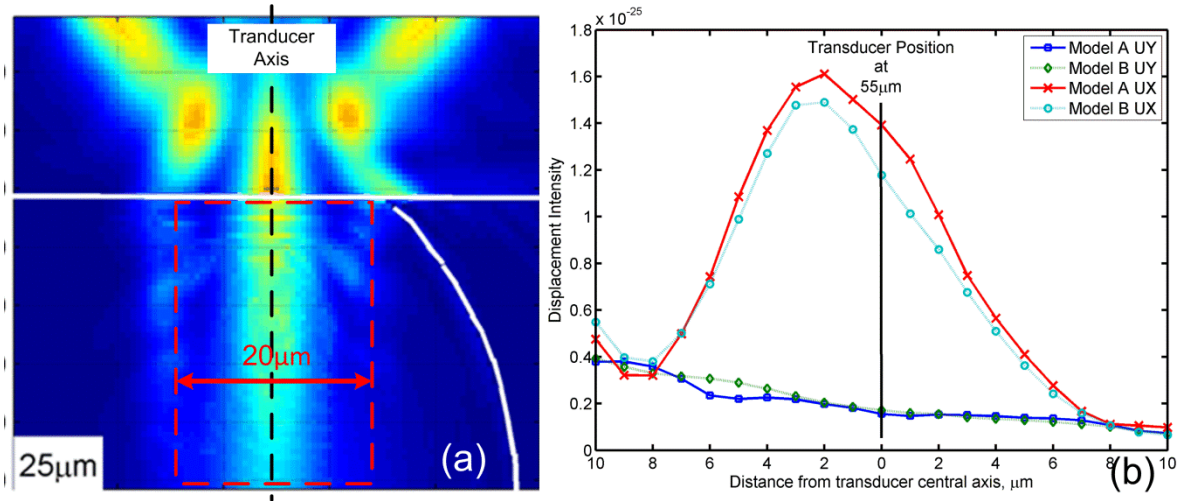 Tranducer
Axis
20μm
25μm
(a)
x 10^-25
1.8
1.6
1.4
1.2
1
0.8
0.6
0.4
0.2
0
Displacement Intensity
Transducer Position
at
55μm
Model A UY
Model B UY
Model A UX
Model B UX
10 8 6 4 2 0 2 4 6 8 10
Distance from transducer central axis, μm
(b)